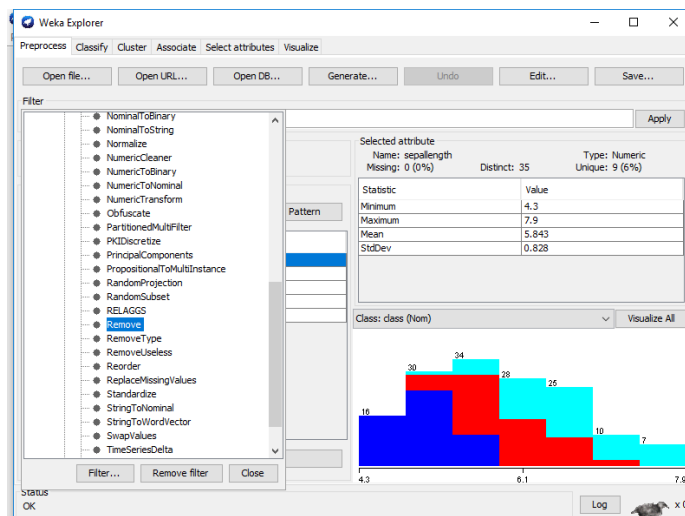 Weka Explorer
Preprocess Classify Cluster Associate Select attributes Visualize
Open file... Open URL... Open DB... Generate... Undo Edit... Save...
Filter
Apply
NominalToBinary
NominalToString
Normalize
NumericCleaner
NumericToBinary
NumericToNominal
NumericTransform
Obfuscate
PartitionedMultiFilter
PKIDiscretize
PrincipalComponents
PropositionalToMultiInstance
RandomProjection
RandomSubset
RELAGGS
Remove
RemoveType
RemoveUseless
Reorder
ReplaceMissingValues
Standardize
StringToNominal
StringToWordVector
SwapValues
TimeSeriesDelta
Filter... Remove filter Close
Pattern
Selected attribute
Name: sepallength Type: Numeric
Missing: 0 (0%) Distinct: 35 Unique: 9 (6%)
Statistic Value
Minimum 4.3
Maximum 7.9
Mean 5.843
StdDev 0.828
Class: class (Nom) Visualize All
16 30 34 28 25 10 7
4.3 6.1 7.9
Status
OK
Log x 0